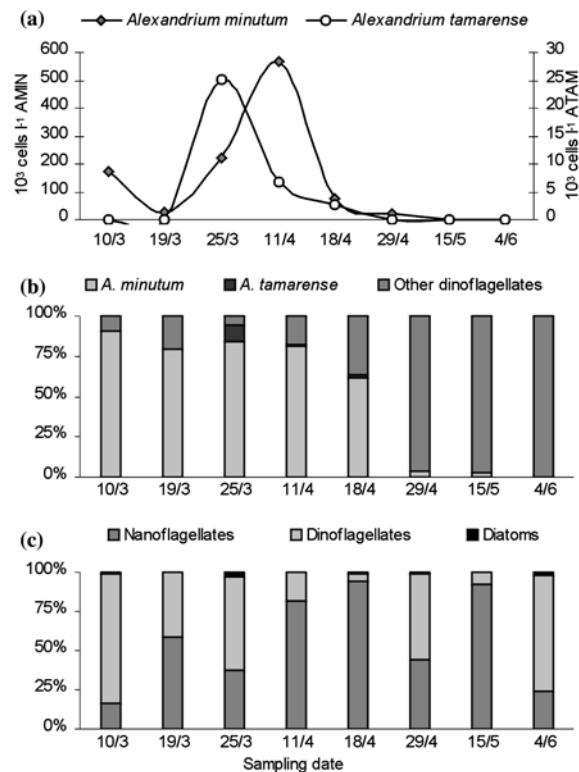 (a)
Alexandrium minutum Alexandrium tamarense
10³ cells l⁻¹ AMIN
600
500
400
300
200
100
0
30
25
20
15
10
5
0
10³ cells l⁻¹ ATAM
10/3 19/3 25/3 11/4 18/4 29/4 15/5 4/6
(b)
A. minutum A. tamarense Other dinoflagellates
100%
75%
50%
25%
0%
10/3 19/3 25/3 11/4 18/4 29/4 15/5 4/6
(c)
Nanoflagellates Dinoflagellates Diatoms
100%
75%
50%
25%
0%
10/3 19/3 25/3 11/4 18/4 29/4 15/5 4/6
Sampling date